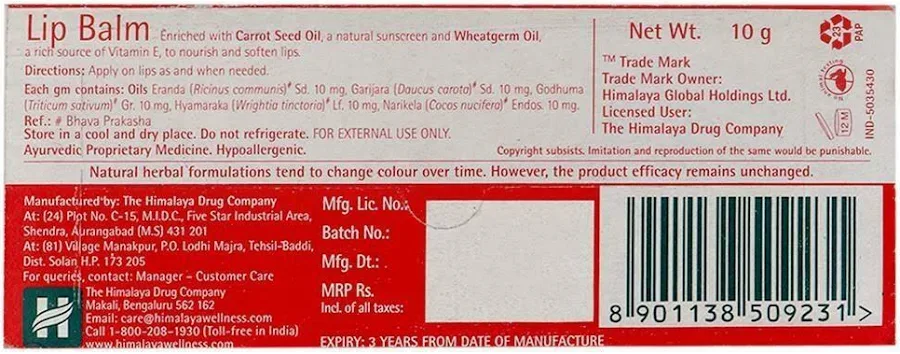 Lip Balm Enriched with Carrot Seed Oil, a natural sunscreen and Wheatgerm Oil,
a rich source of Vitamin E, to nourish and soften lips.
Directions: Apply on lips as and when needed.
Each gm contains: Oils Eranda (Ricinus communis)# Sd. 10 mg, Garijara (Daucus carota)# Sd. 10 mg, Godhuma
(Triticum sativum)# Gr. 10 mg, Hyamaraka (Wrightia tinctoria)# Lf. 10 mg, Narikela (Cocos nucifera)# Endos. 10 mg.
Ref.: # Bhava Prakasha
Store in a cool and dry place. Do not refrigerate. FOR EXTERNAL USE ONLY.
Ayurvedic Proprietary Medicine. Hypoallergenic.
Net Wt. 10 g
™ Trade Mark
Trade Mark Owner:
Himalaya Global Holdings Ltd.
Licensed User:
The Himalaya Drug Company
231
PAP
12 M
IND-5035430
Copyright subsists. Imitation and reproduction of the same would be punishable.
Natural herbal formulations tend to change colour over time. However, the product efficacy remains unchanged.
Manufactured by: The Himalaya Drug Company
At: (24) Plot No. C-15, M.I.D.C., Five Star Industrial Area,
Shendra, Aurangabad (M.S) 431 201
At: (81) Village Manakpur, P.O. Lodhi Majra, Tehsil-Baddi,
Dist. Solan H.P. 173 205
For queries, contact: Manager - Customer Care
The Himalaya Drug Company
Makali, Bengaluru 562 162
Email: care@himalayawellness.com
Call 1-800-208-1930 (Toll-free in India)
www.himalayawellness.com
Mfg. Lic. No.:
Batch No.:
Mfg. Dt.:
MRP Rs.
Incl. of all taxes:
EXPIRY: 3 YEARS FROM DATE OF MANUFACTURE
8 901138 509231 >